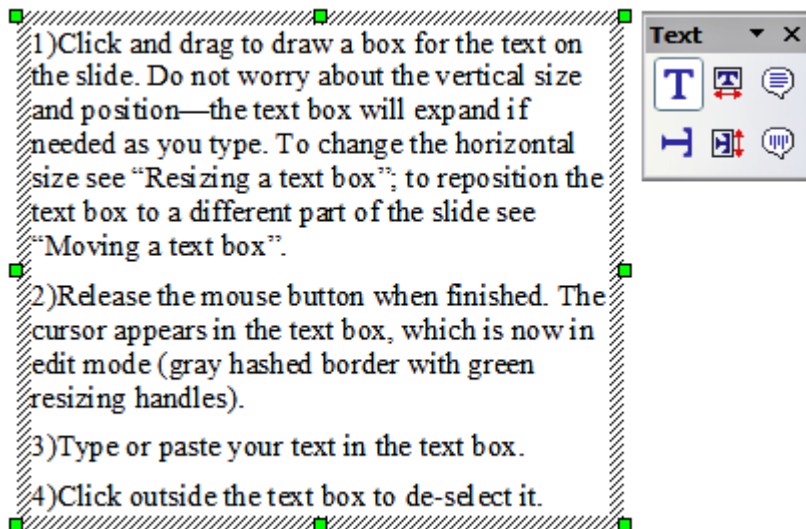 1)Click and drag to draw a box for the text on
the slide. Do not worry about the vertical size
and position—the text box will expand if
needed as you type. To change the horizontal
size see “Resizing a text box”; to reposition the
text box to a different part of the slide see
“Moving a text box”.
2)Release the mouse button when finished. The
cursor appears in the text box, which is now in
edit mode (gray hashed border with green
resizing handles).
3)Type or paste your text in the text box.
4)Click outside the text box to de-select it.
Text